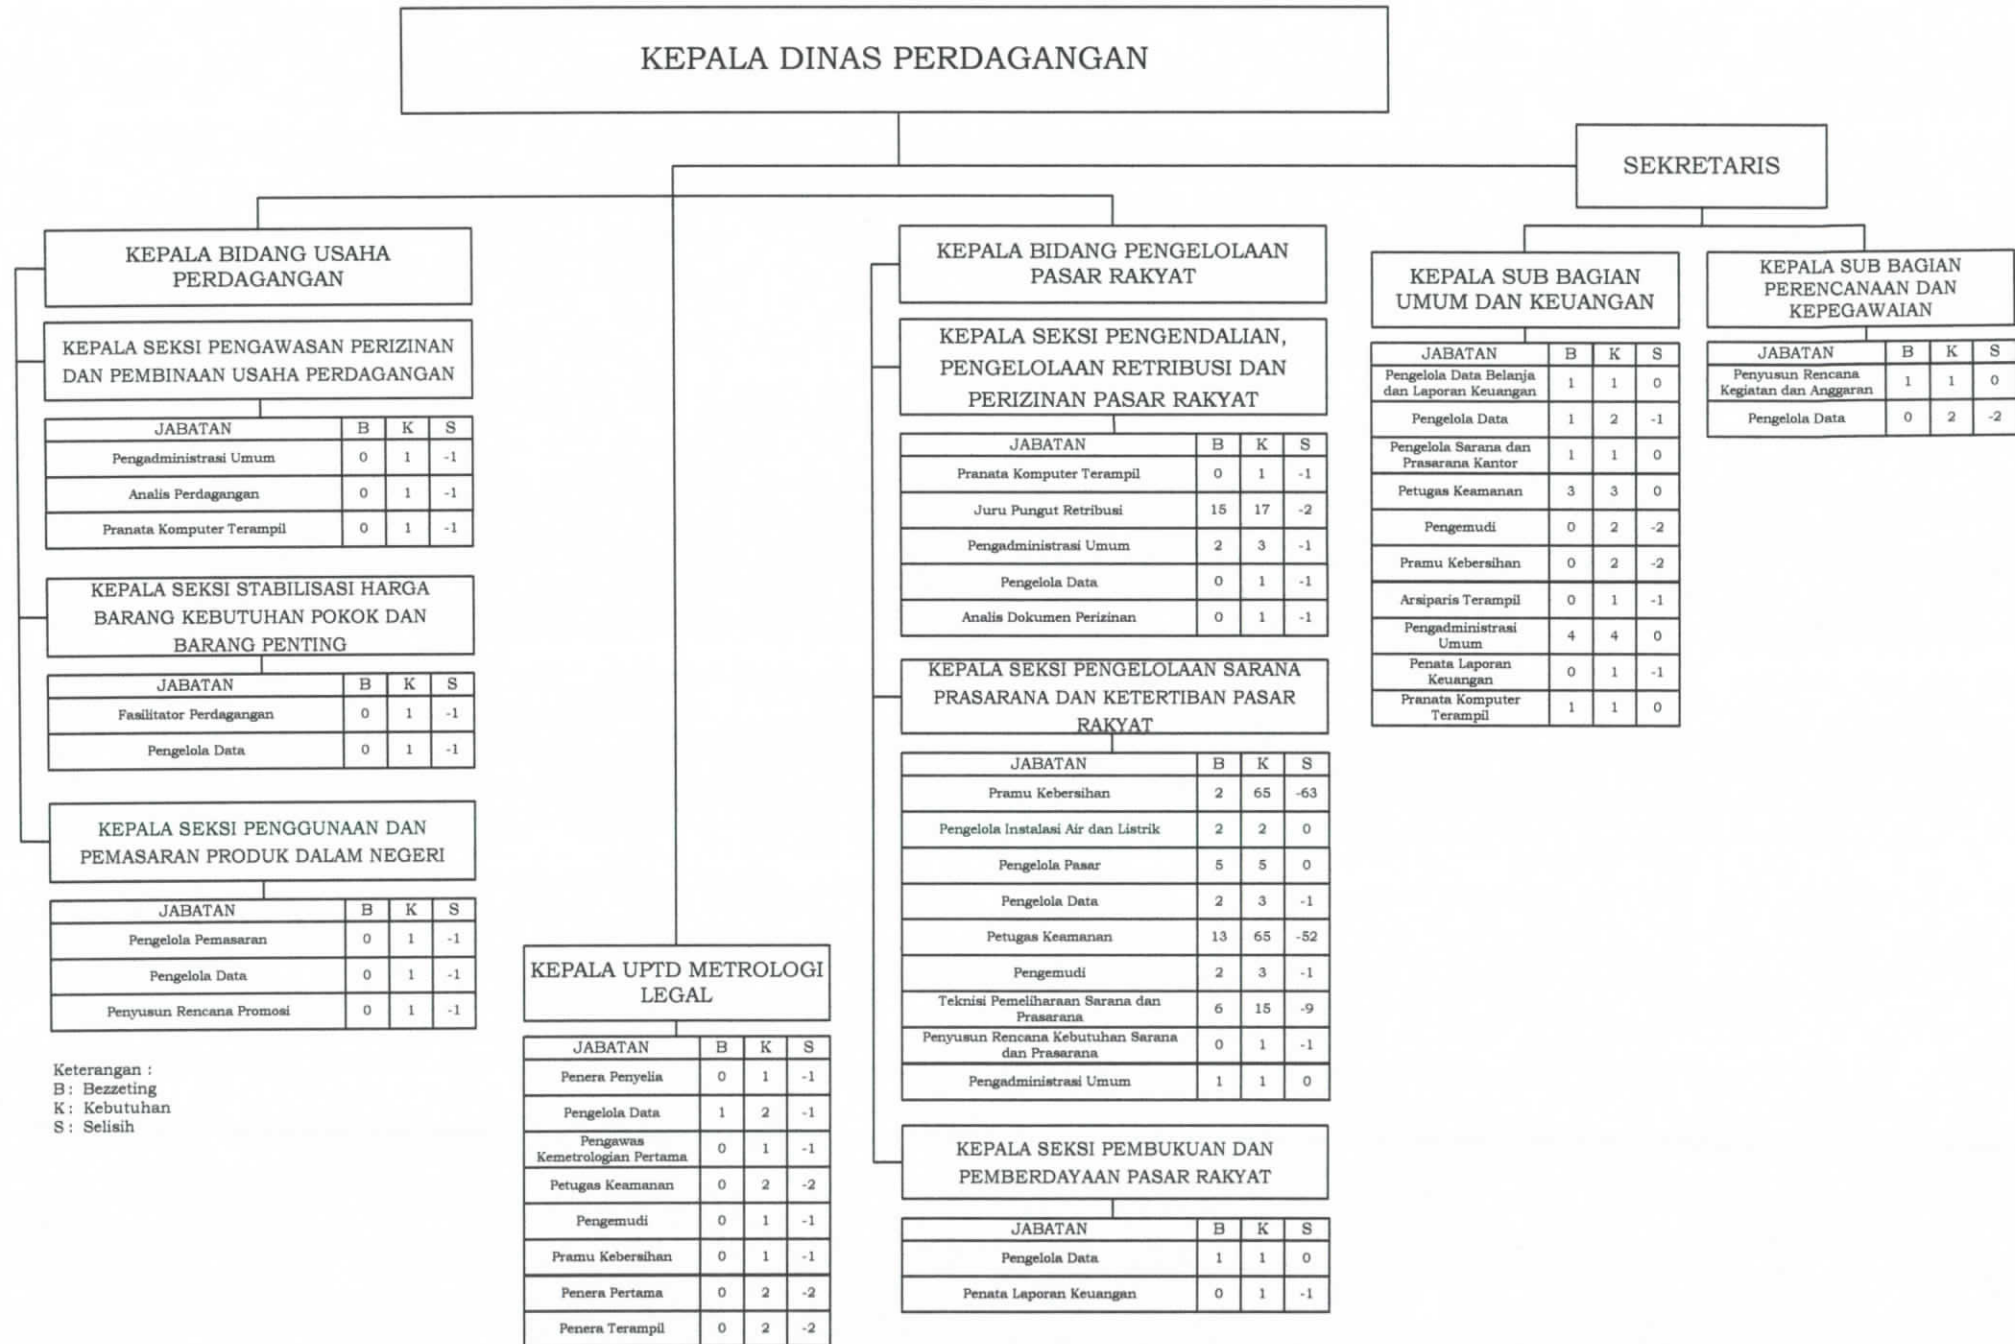 KEPALA DINAS PERDAGANGAN
SEKRETARIS
KEPALA BIDANG USAHA
PERDAGANGAN
KEPALA SEKSI PENGAWASAN PERIZINAN
DAN PEMBINAAN USAHA PERDAGANGAN
JABATAN B K S
Pengadministrasi Umum 0 1 -1
Analis Perdagangan 0 1 -1
Pranata Komputer Terampil 0 1 -1
KEPALA SEKSI STABILISASI HARGA
BARANG KEBUTUHAN POKOK DAN
BARANG PENTING
JABATAN B K S
Fasilitator Perdagangan 0 1 -1
Pengelola Data 0 1 -1
KEPALA SEKSI PENGGUNAAN DAN
PEMASARAN PRODUK DALAM NEGERI
JABATAN B K S
Pengelola Pemasaran 0 1 -1
Pengelola Data 0 1 -1
Penyusun Rencana Promosi 0 1 -1
Keterangan :
B : Bezzeting
K : Kebutuhan
S : Selisih
KEPALA UPTD METROLOGI
LEGAL
JABATAN B K S
Penera Penyelia 0 1 -1
Pengelola Data 1 2 -1
Pengawas
Kemetrologian Pertama 0 1 -1
Petugas Keamanan 0 2 -2
Pengemudi 0 1 -1
Pramu Kebersihan 0 1 -1
Penera Pertama 0 2 -2
Penera Terampil 0 2 -2
KEPALA BIDANG PENGELOLAAN
PASAR RAKYAT
KEPALA SEKSI PENGENDALIAN,
PENGELOLAAN RETRIBUSI DAN
PERIZINAN PASAR RAKYAT
JABATAN B K S
Pranata Komputer Terampil 0 1 -1
Juru Pungut Retribusi 15 17 -2
Pengadministrasi Umum 2 3 -1
Pengelola Data 0 1 -1
Analis Dokumen Perizinan 0 1 -1
KEPALA SEKSI PENGELOLAAN SARANA
PRASARANA DAN KETERTIBAN PASAR
RAKYAT
JABATAN B K S
Pramu Kebersihan 2 65 -63
Pengelola Instalasi Air dan Listrik 2 2 0
Pengelola Pasar 5 5 0
Pengelola Data 2 3 -1
Petugas Keamanan 13 65 -52
Pengemudi 2 3 -1
Teknisi Pemeliharaan Sarana dan
Prasarana 6 15 -9
Penyusun Rencana Kebutuhan Sarana
dan Prasarana 0 1 -1
Pengadministrasi Umum 1 1 0
KEPALA SEKSI PEMBUKUAN DAN
PEMBERDAYAAN PASAR RAKYAT
JABATAN B K S
Pengelola Data 1 1 0
Penata Laporan Keuangan 0 1 -1
KEPALA SUB BAGIAN
UMUM DAN KEUANGAN
JABATAN B K S
Pengelola Data Belanja
dan Laporan Keuangan 1 1 0
Pengelola Data 1 2 -1
Pengelola Sarana dan
Prasarana Kantor 1 1 0
Petugas Keamanan 3 3 0
Pengemudi 0 2 -2
Pramu Kebersihan 0 2 -2
Arsiparis Terampil 0 1 -1
Pengadministrasi
Umum 4 4 0
Penata Laporan
Keuangan 0 1 -1
Pranata Komputer
Terampil 1 1 0
KEPALA SUB BAGIAN
PERENCANAAN DAN
KEPEGAWAIAN
JABATAN B K S
Penyusun Rencana
Kegiatan dan Anggaran 1 1 0
Pengelola Data 0 2 -2